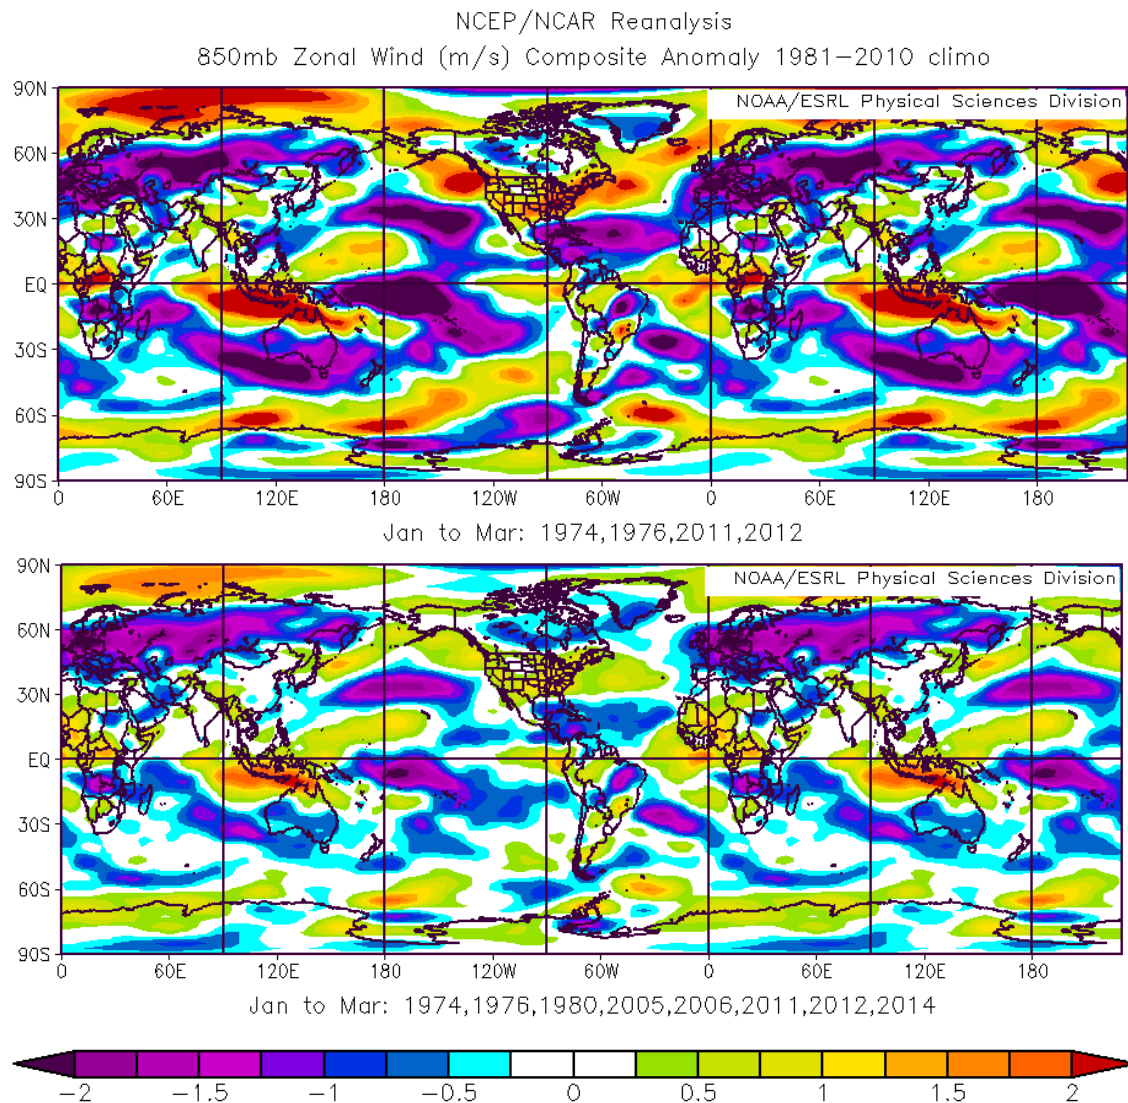 NCEP/NCAR Reanalysis
850mb Zonal Wind (m/s) Composite Anomaly 1981−2010 climo
NOAA/ESRL Physical Sciences Division
90N
60N
30N
EQ
30S
60S
90S
0 60E 120E 180 120W 60W 0 60E 120E 180
Jan to Mar: 1974,1976,2011,2012
NOAA/ESRL Physical Sciences Division
90N
60N
30N
EQ
30S
60S
90S
0 60E 120E 180 120W 60W 0 60E 120E 180
Jan to Mar: 1974,1976,1980,2005,2006,2011,2012,2014
−2 −1.5 −1 −0.5 0 0.5 1 1.5 2